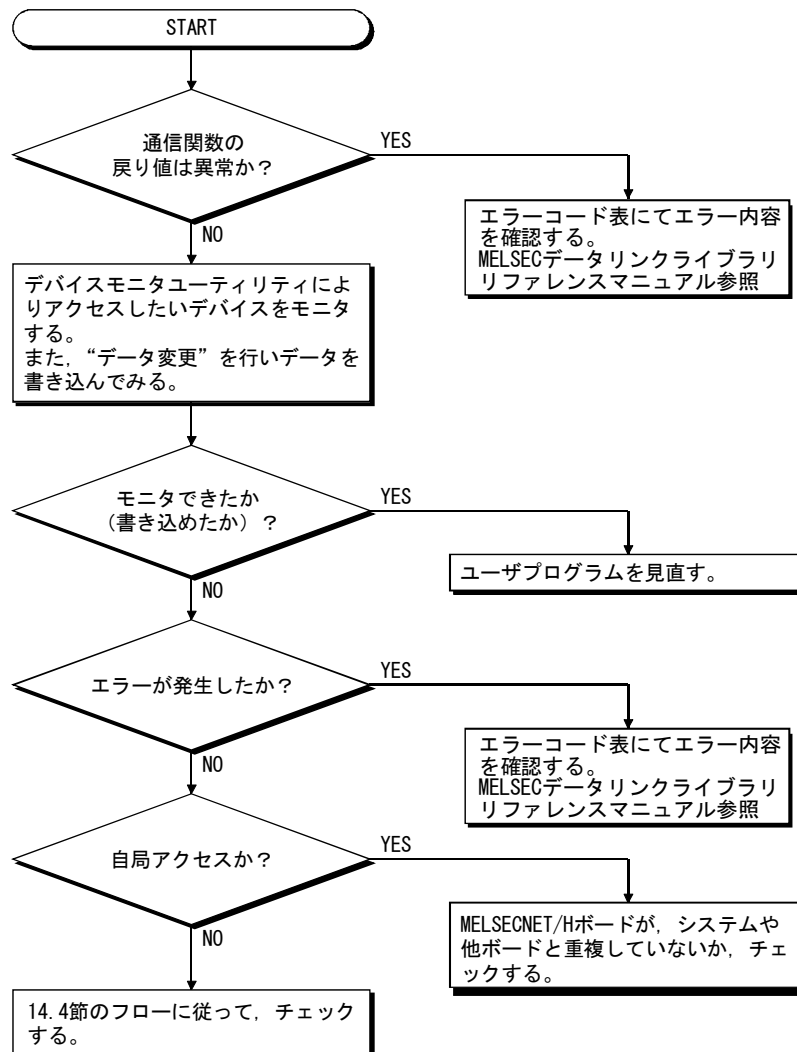 START
通信関数の
戻り値は異常か？
YES
エラーコード表にてエラー内容
を確認する。
MELSECデータリンクライブラリ
リファレンスマニュアル参照
NO
デバイスモニタユーティリティによ
りアクセスしたいデバイスをモニタ
する。
また，“データ変更”を行いデータを
書き込んでみる。
モニタできたか
（書き込めたか）？
YES
ユーザプログラムを見直す。
NO
エラーが発生したか？
YES
エラーコード表にてエラー内容
を確認する。
MELSECデータリンクライブラリ
リファレンスマニュアル参照
NO
自局アクセスか？
YES
MELSECNET/Hボードが，システムや
他ボードと重複していないか，チェ
ックする。
NO
14.4節のフローに従って，チェック
する。